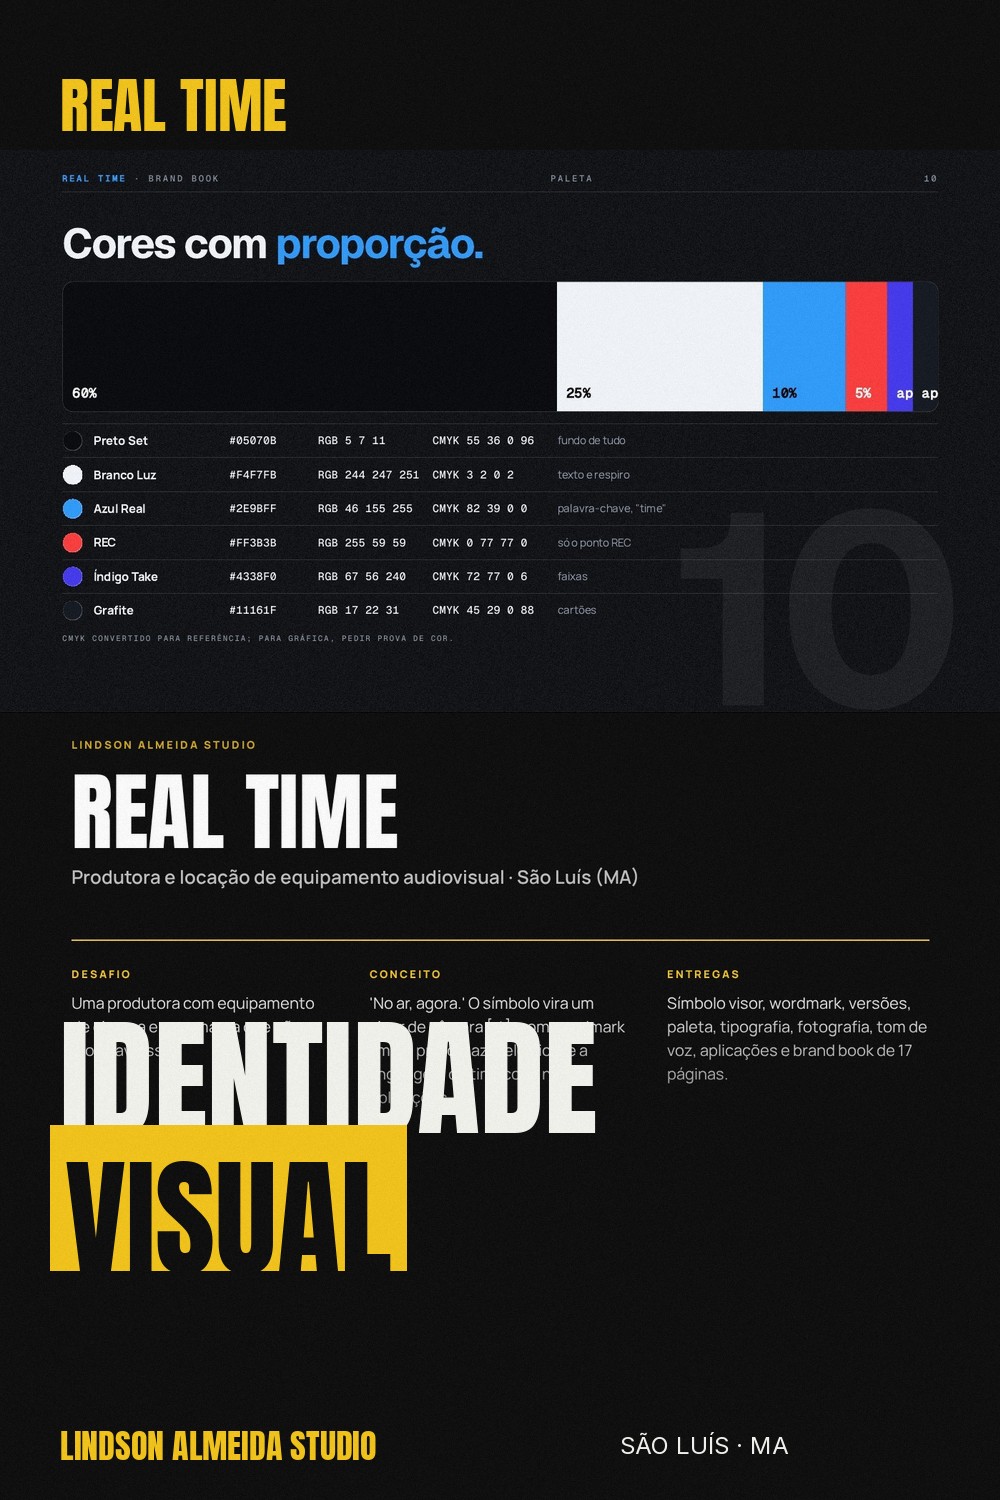 REAL TIME
REAL TIME · BRAND BOOK
PALETA
10
Cores com proporção.
60%
25%
10%
5%
ap
ap
Preto Set #05070B RGB 5 7 11 CMYK 55 36 0 96 fundo de tudo
Branco Luz #F4F7FB RGB 244 247 251 CMYK 3 2 0 2 texto e respiro
Azul Real #2E9BFF RGB 46 155 255 CMYK 82 39 0 0 palavra-chave, "time"
REC #FF3B3B RGB 255 59 59 CMYK 0 77 77 0 só o ponto REC
Índigo Take #4338F0 RGB 67 56 240 CMYK 72 77 0 6 faixas
Grafite #11161F RGB 17 22 31 CMYK 45 29 0 88 cartões
CMYK CONVERTIDO PARA REFERÊNCIA; PARA GRÁFICA, PEDIR PROVA DE COR.
10
LINDSON ALMEIDA STUDIO
REAL TIME
Produtora e locação de equipamento audiovisual · São Luís (MA)
DESAFIO
Uma produtora com equipamento
CONCEITO
'No ar, agora.' O símbolo vira um
ENTREGAS
Símbolo visor, wordmark, versões,
paleta, tipografia, fotografia, tom de
voz, aplicações e brand book de 17
páginas.
IDENTIDADE
VISUAL
LINDSON ALMEIDA STUDIO
SÃO LUÍS · MA